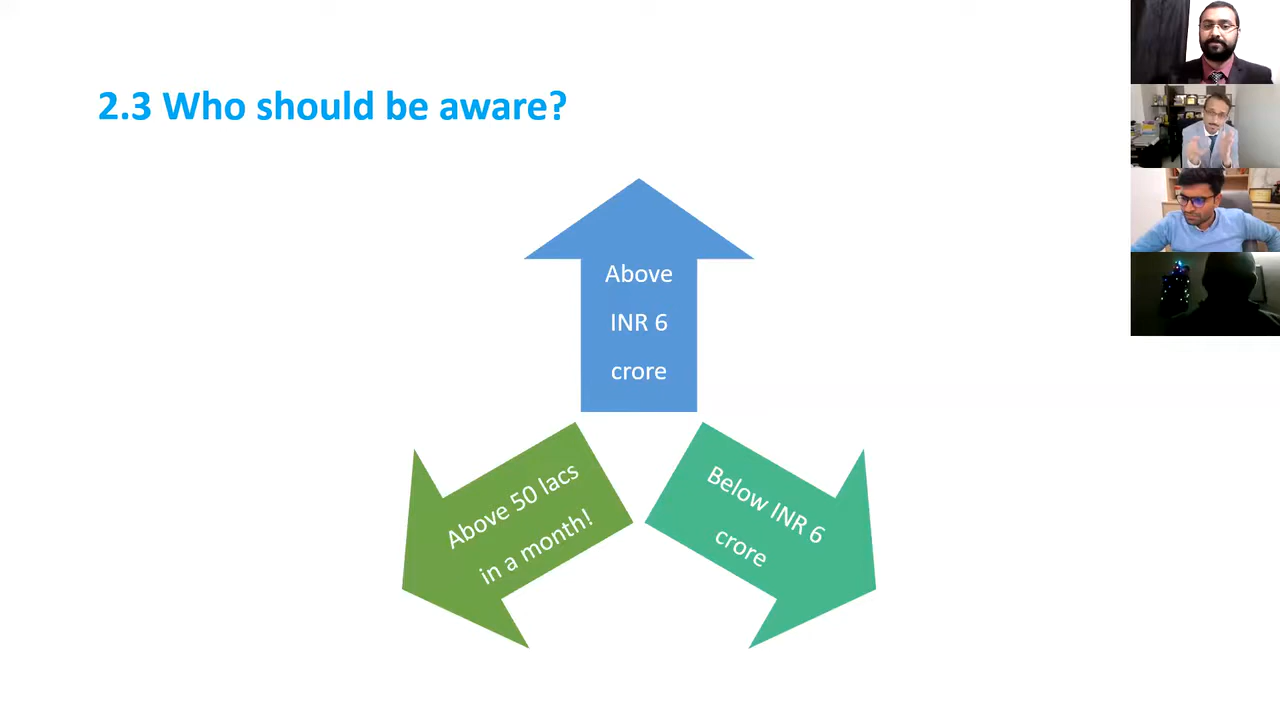 2.3 Who should be aware?
Above
INR 6
crore
Above 50 lacs
in a month!
Below INR 6
crore